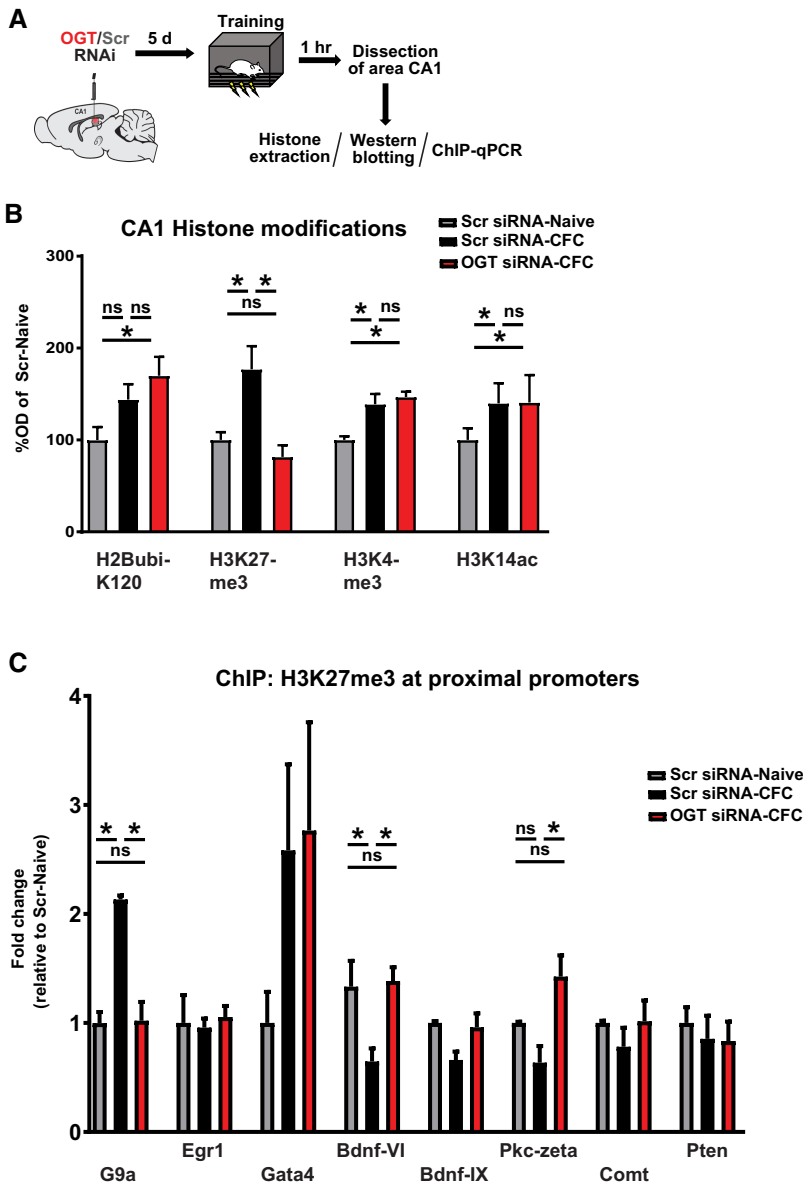 A
OGT/Scr
RNAi
5 d
Training
1 hr
Dissection
of area CA1
CA1
Histone
extraction
/
Western
blotting
/
ChIP-qPCR
B
CA1 Histone modifications
Scr siRNA-Naive
Scr siRNA-CFC
OGT siRNA-CFC
%OD of Scr-Naive
300
200
100
0
ns ns
*
* *
ns
* ns
*
* ns
*
H2Bubi-
K120
H3K27-
me3
H3K4-
me3
H3K14ac
C
ChIP: H3K27me3 at proximal promoters
Scr siRNA-Naive
Scr siRNA-CFC
OGT siRNA-CFC
Fold change
(relative to Scr-Naive)
4
3
2
1
0
* *
ns
* *
ns
ns *
ns
G9a
Egr1
Gata4
Bdnf-VI
Bdnf-IX
Pkc-zeta
Comt
Pten